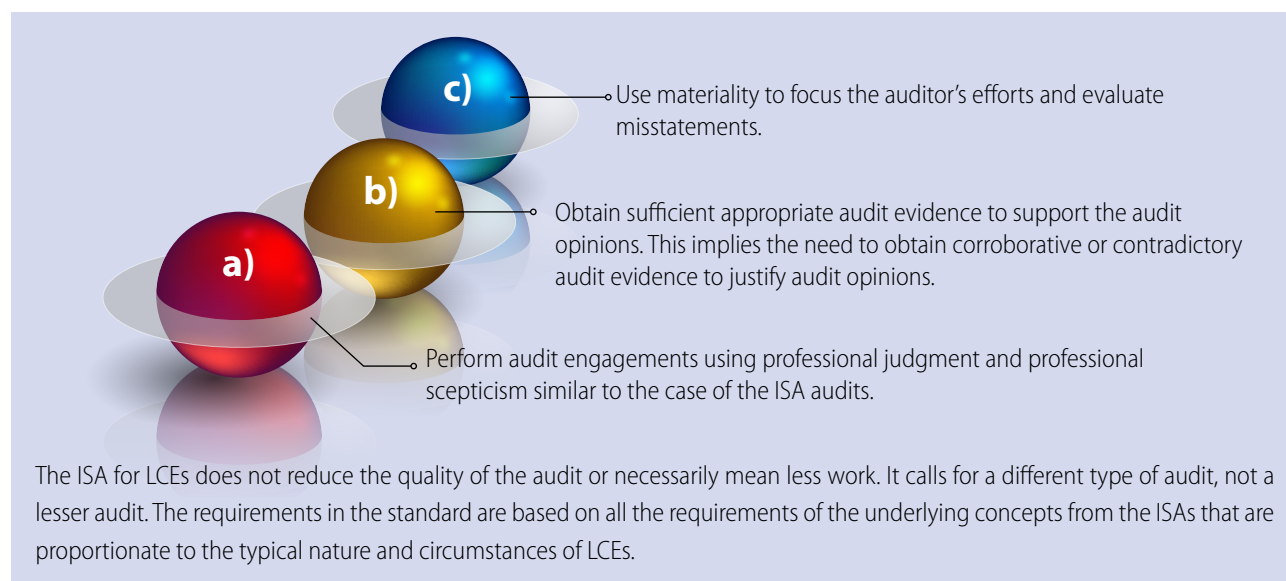 c)
Use materiality to focus the auditor’s efforts and evaluate
misstatements.
b)
Obtain sufficient appropriate audit evidence to support the audit
opinions. This implies the need to obtain corroborative or contradictory
audit evidence to justify audit opinions.
a)
Perform audit engagements using professional judgment and professional
scepticism similar to the case of the ISA audits.
The ISA for LCEs does not reduce the quality of the audit or necessarily mean less work. It calls for a different type of audit, not a
lesser audit. The requirements in the standard are based on all the requirements of the underlying concepts from the ISAs that are
proportionate to the typical nature and circumstances of LCEs.